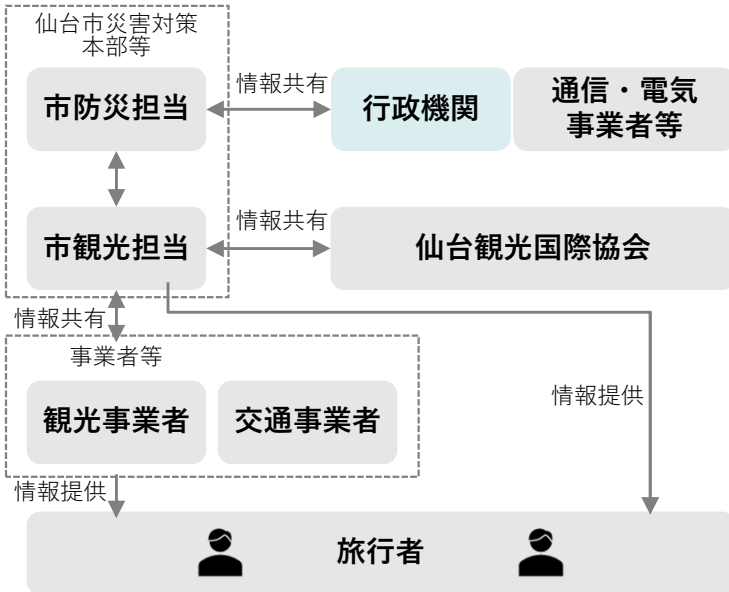 仙台市災害対策
本部等
市防災担当
情報共有
行政機関
通信・電気
事業者等
市観光担当
情報共有
仙台観光国際協会
情報共有
事業者等
観光事業者
交通事業者
情報提供
情報提供
旅行者